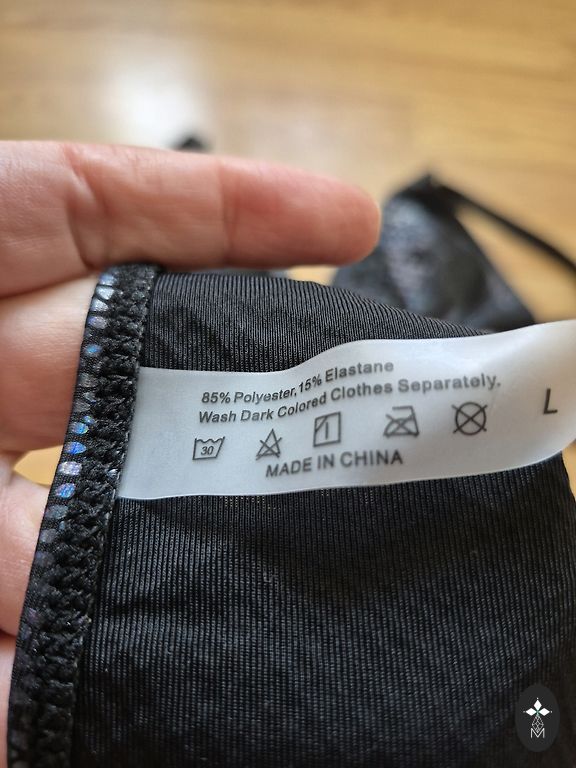 85% Polyester,15% Elastane
Wash Dark Colored Clothes Separately.
30
L
MADE IN CHINA
M